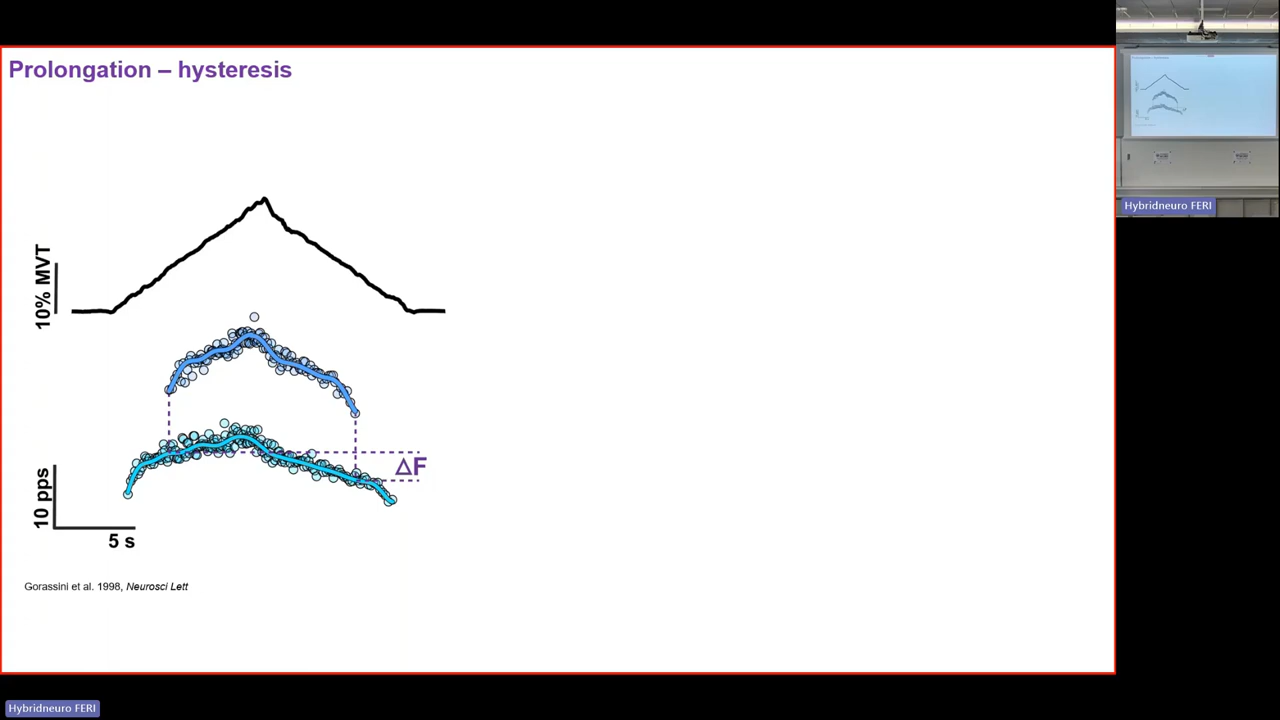 Prolongation – hysteresis
10% MVT
ΔF
10 pps
5 s
Gorassini et al. 1998, Neurosci Lett
Hybridneuro FERI
Hybridneuro FERI